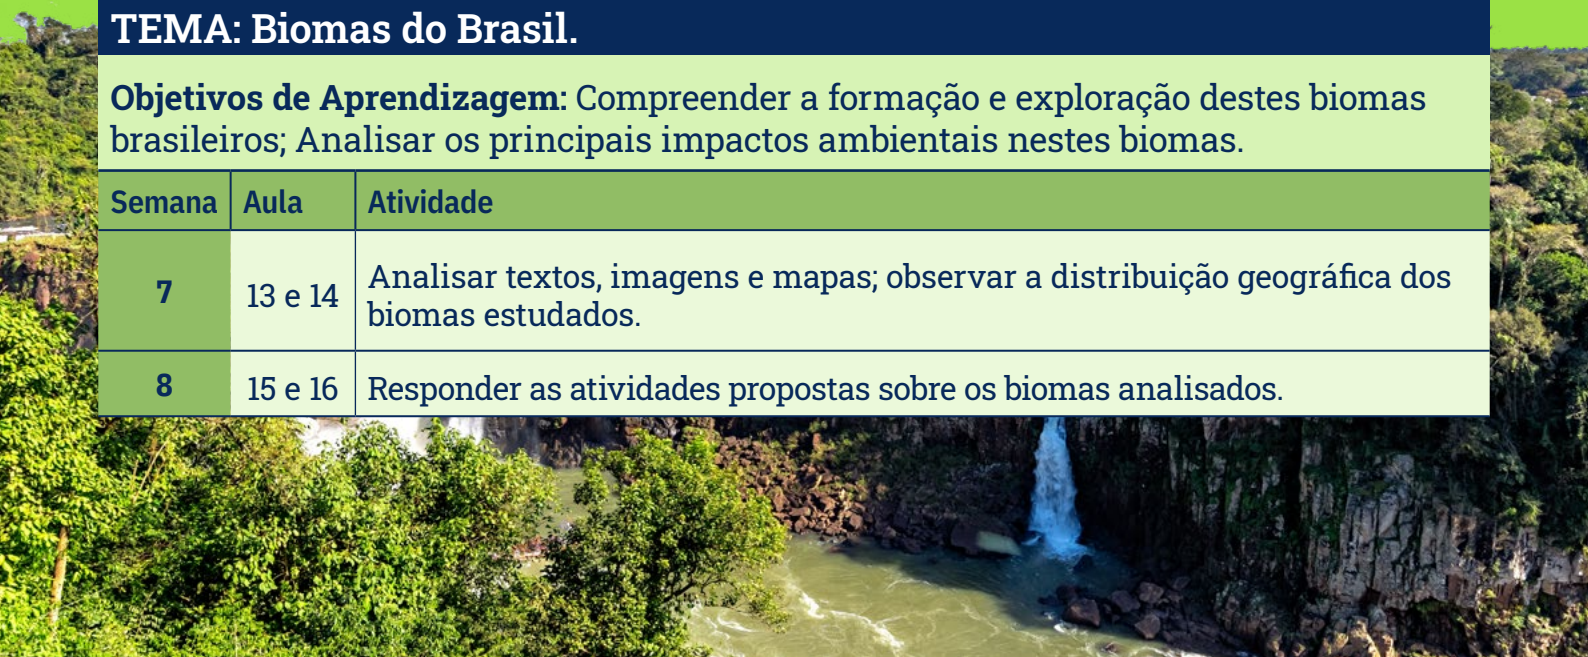 TEMA: Biomas do Brasil.
Objetivos de Aprendizagem: Compreender a formação e exploração destes biomas
brasileiros; Analisar os principais impactos ambientais nestes biomas.
Semana Aula Atividade
7 13 e 14 Analisar textos, imagens e mapas; observar a distribuição geográfica dos
biomas estudados.
8 15 e 16 Responder as atividades propostas sobre os biomas analisados.